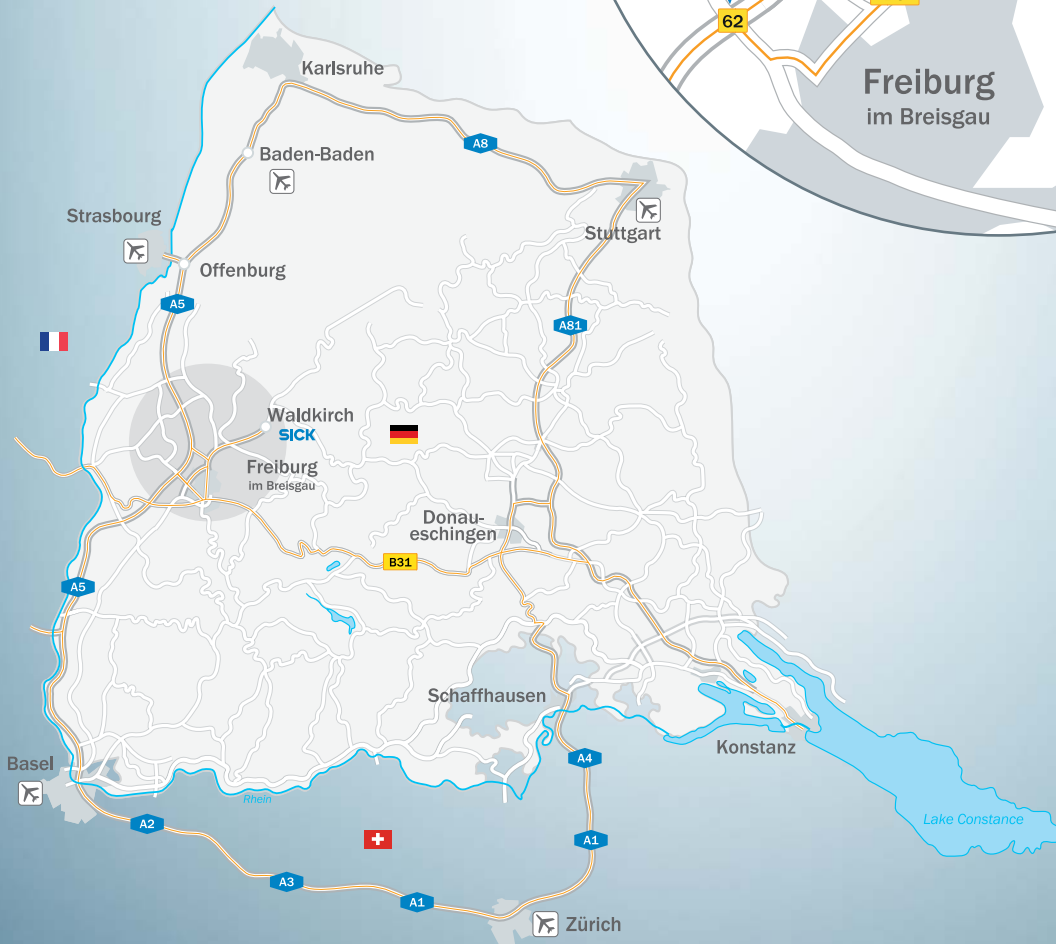 62
Freiburg
im Breisgau
Karlsruhe
A8
Baden-Baden
Strasbourg
Stuttgart
Offenburg
A5
A81
Waldkirch
SICK
Freiburg
im Breisgau
Donau-
eschingen
B31
A5
Schaffhausen
Konstanz
A4
Basel
Rhein
Lake Constance
A2
A1
A3
A1
Zürich